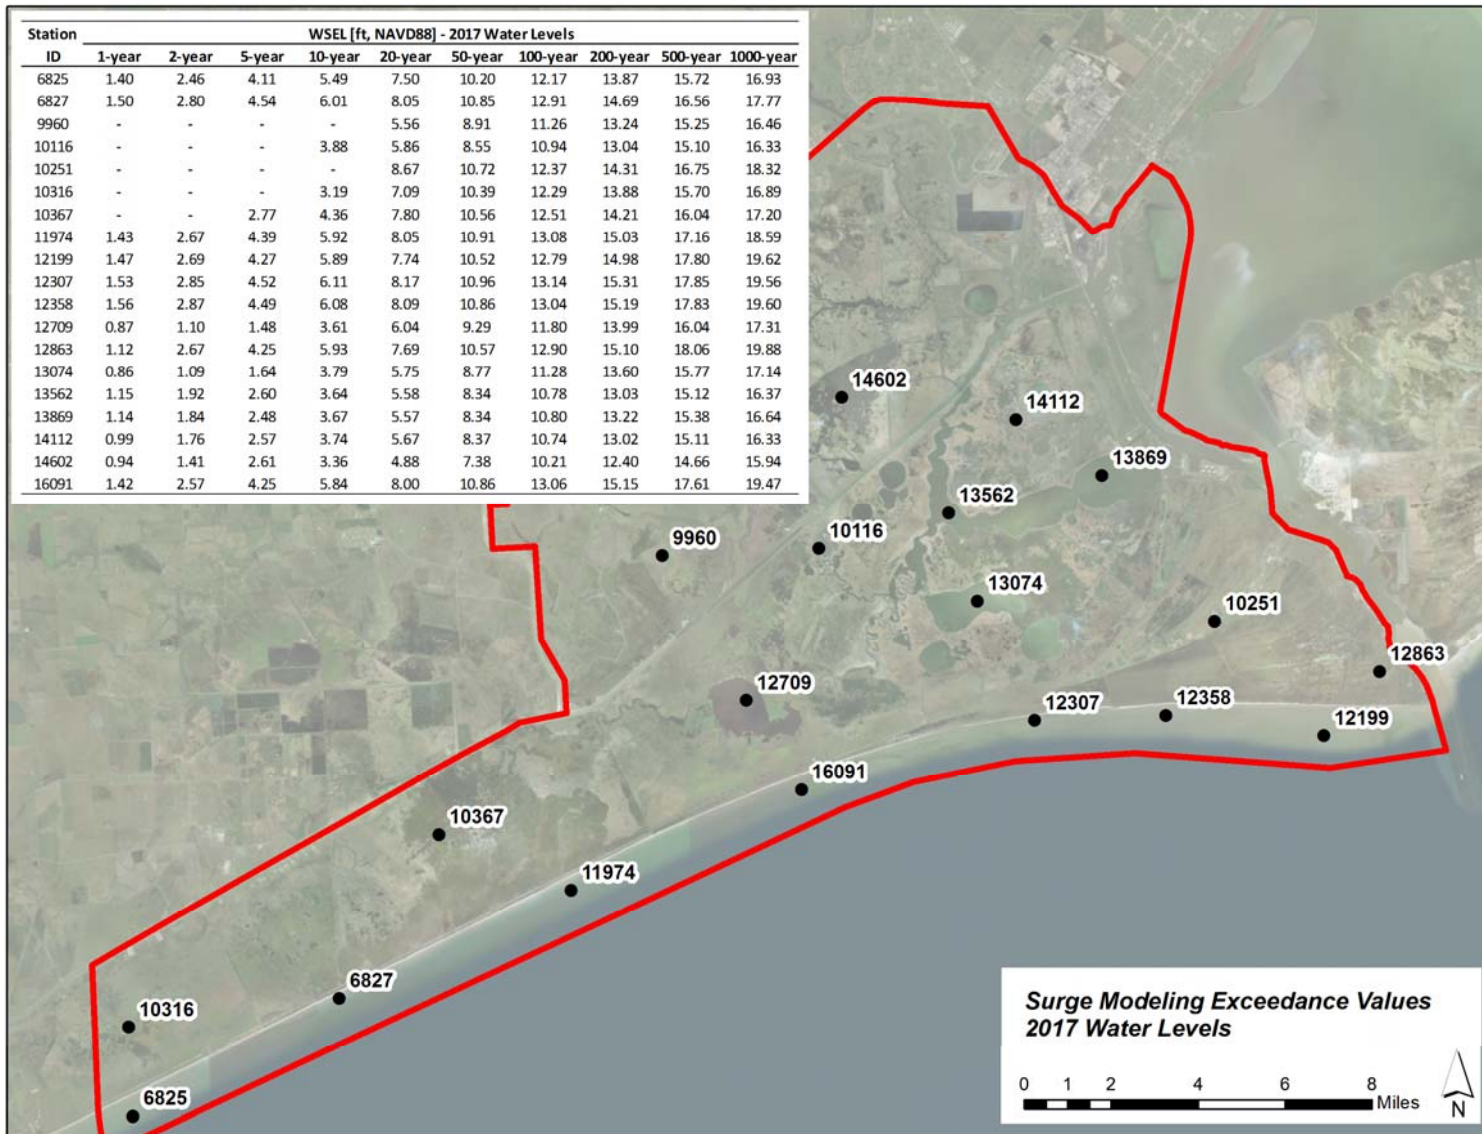 Station WSEL [ft, NAVD88] - 2017 Water Levels
ID 1-year 2-year 5-year 10-year 20-year 50-year 100-year 200-year 500-year 1000-year
6825 1.40 2.46 4.11 5.49 7.50 10.20 12.17 13.87 15.72 16.93
6827 1.50 2.80 4.54 6.01 8.05 10.85 12.91 14.69 16.56 17.77
9960 - - - - 5.56 8.91 11.26 13.24 15.25 16.46
10116 - - - 3.88 5.86 8.55 10.94 13.04 15.10 16.33
10251 - - - - 8.67 10.72 12.37 14.31 16.75 18.32
10316 - - - 3.19 7.09 10.39 12.29 13.88 15.70 16.89
10367 - - 2.77 4.36 7.80 10.56 12.51 14.21 16.04 17.20
11974 1.43 2.67 4.39 5.92 8.05 10.91 13.08 15.03 17.16 18.59
12199 1.47 2.69 4.27 5.89 7.74 10.52 12.79 14.98 17.80 19.62
12307 1.53 2.85 4.52 6.11 8.17 10.96 13.14 15.31 17.85 19.56
12358 1.56 2.87 4.49 6.08 8.09 10.86 13.04 15.19 17.83 19.60
12709 0.87 1.10 1.48 3.61 6.04 9.29 11.80 13.99 16.04 17.31
12863 1.12 2.67 4.25 5.93 7.69 10.57 12.90 15.10 18.06 19.88
13074 0.86 1.09 1.64 3.79 5.75 8.77 11.28 13.60 15.77 17.14
13562 1.15 1.92 2.60 3.64 5.58 8.34 10.78 13.03 15.12 16.37
13869 1.14 1.84 2.48 3.67 5.57 8.34 10.80 13.22 15.38 16.64
14112 0.99 1.76 2.57 3.74 5.67 8.37 10.74 13.02 15.11 16.33
14602 0.94 1.41 2.61 3.36 4.88 7.38 10.21 12.40 14.66 15.94
16091 1.42 2.57 4.25 5.84 8.00 10.86 13.06 15.15 17.61 19.47
14602
14112
13869
13562
10116
9960
13074
10251
12863
12709
12307
12358
12199
16091
10367
11974
6827
10316
6825
Surge Modeling Exceedance Values
2017 Water Levels
0 1 2 4 6 8
Miles
N